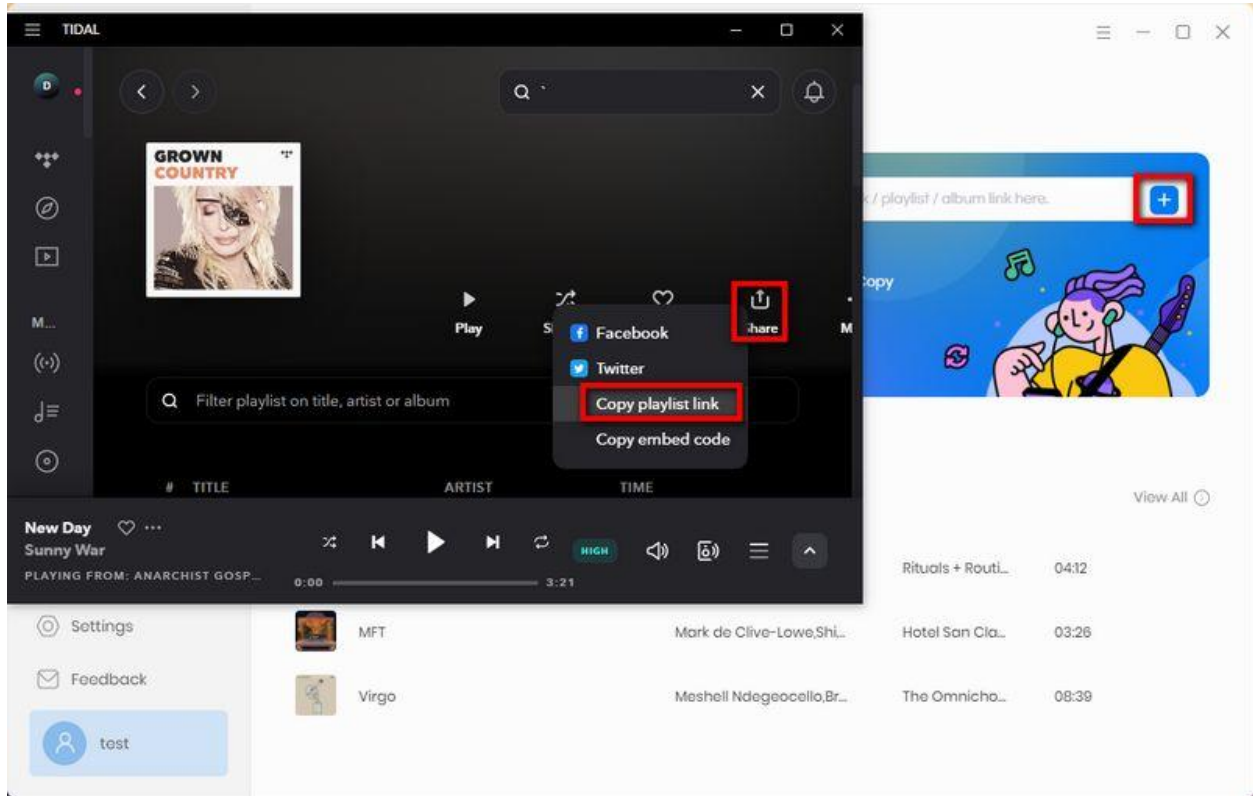 TIDAL
D
GROWN
COUNTRY
/ playlist / album link here.
Copy
Play
Share
Facebook
Twitter
Copy playlist link
Copy embed code
M...
Filter playlist on title, artist or album
# TITLE ARTIST TIME
View All
New Day
Sunny War
PLAYING FROM: ANARCHIST GOSP...
HIGH
0:00 3:21
Rituals + Routi... 04:12
Settings
MFT Mark de Clive-Lowe,Shi... Hotel San Cla... 03:26
Feedback
Virgo Meshell Ndegeocello,Br... The Omnicho... 08:39
test